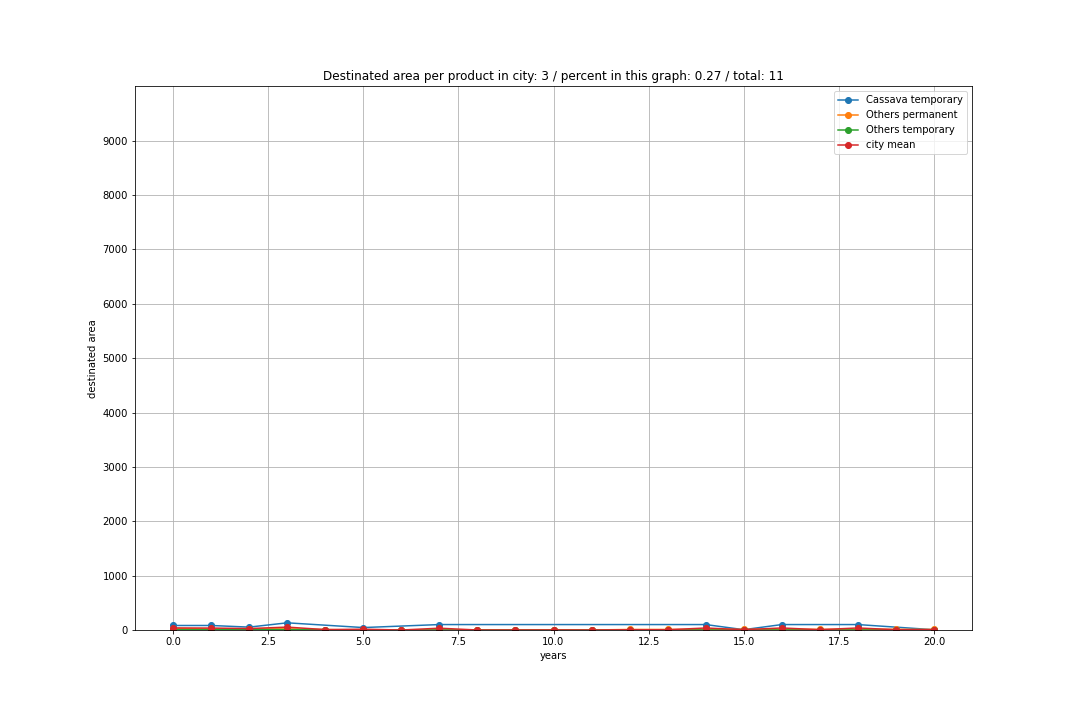 Destinated area per product in city: 3 / percent in this graph: 0.27 / total: 11
Cassava temporary
Others permanent
Others temporary
city mean
9000
8000
7000
6000
5000
4000
3000
2000
1000
0
destinated area
0.0 2.5 5.0 7.5 10.0 12.5 15.0 17.5 20.0
years